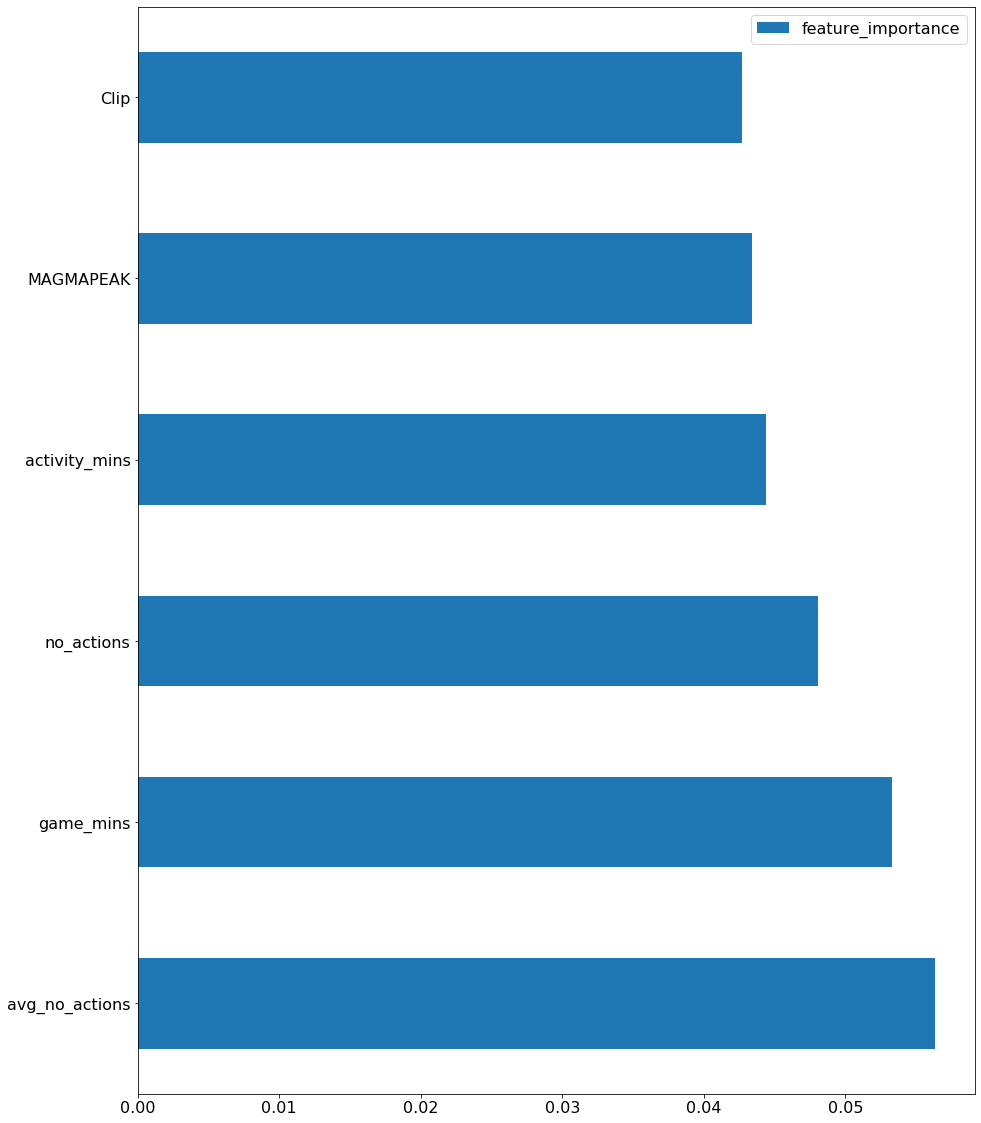 feature_importance
Clip
MAGMAPEAK
activity_mins
no_actions
game_mins
avg_no_actions
0.00 0.01 0.02 0.03 0.04 0.05